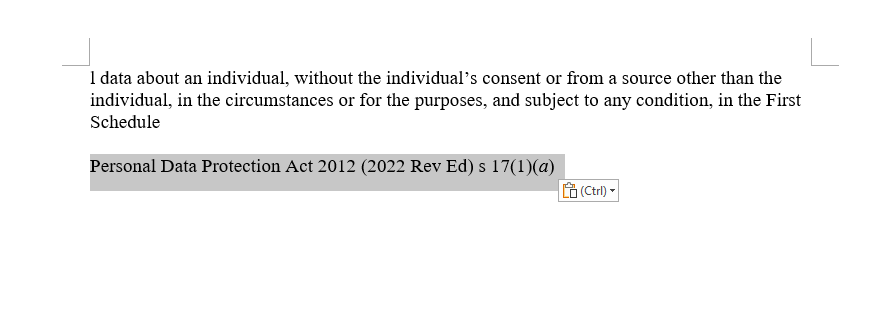 l data about an individual, without the individual’s consent or from a source other than the
individual, in the circumstances or for the purposes, and subject to any condition, in the First
Schedule
Personal Data Protection Act 2012 (2022 Rev Ed) s 17(1)(a)
(Ctrl)